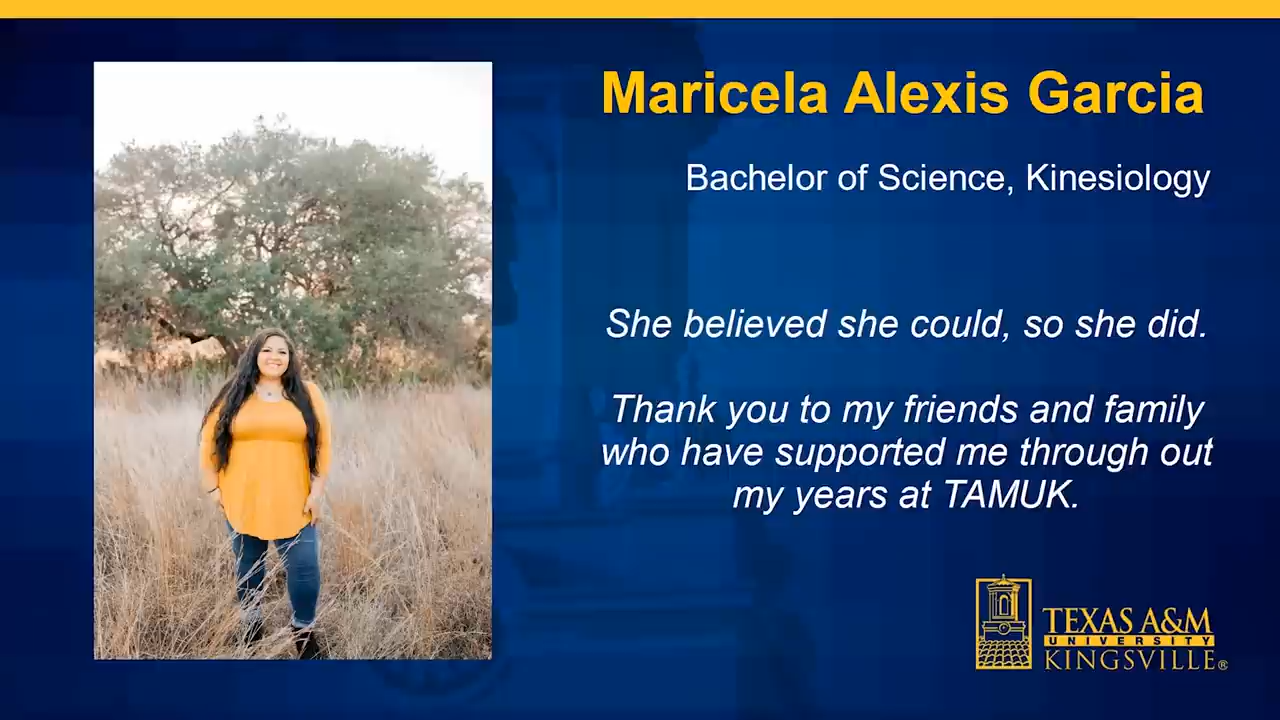 Maricela Alexis Garcia
Bachelor of Science, Kinesiology
She believed she could, so she did.
Thank you to my friends and family
who have supported me through out
my years at TAMUK.
TEXAS A&M
UNIVERSITY
KINGSVILLE®